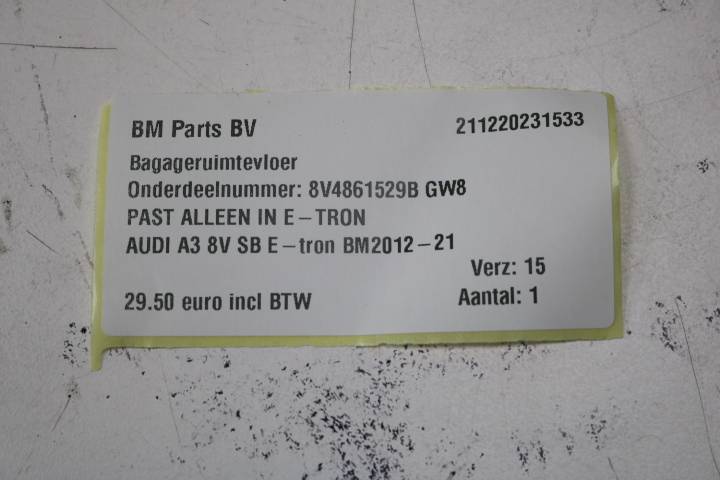 BM Parts BV 211220231533
Bagageruimtevloer
Onderdeelnummer: 8V4861529B GW8
PAST ALLEEN IN E-TRON
AUDI A3 8V SB E-tron BM2012-21
Verz: 15
29.50 euro incl BTW Aantal: 1